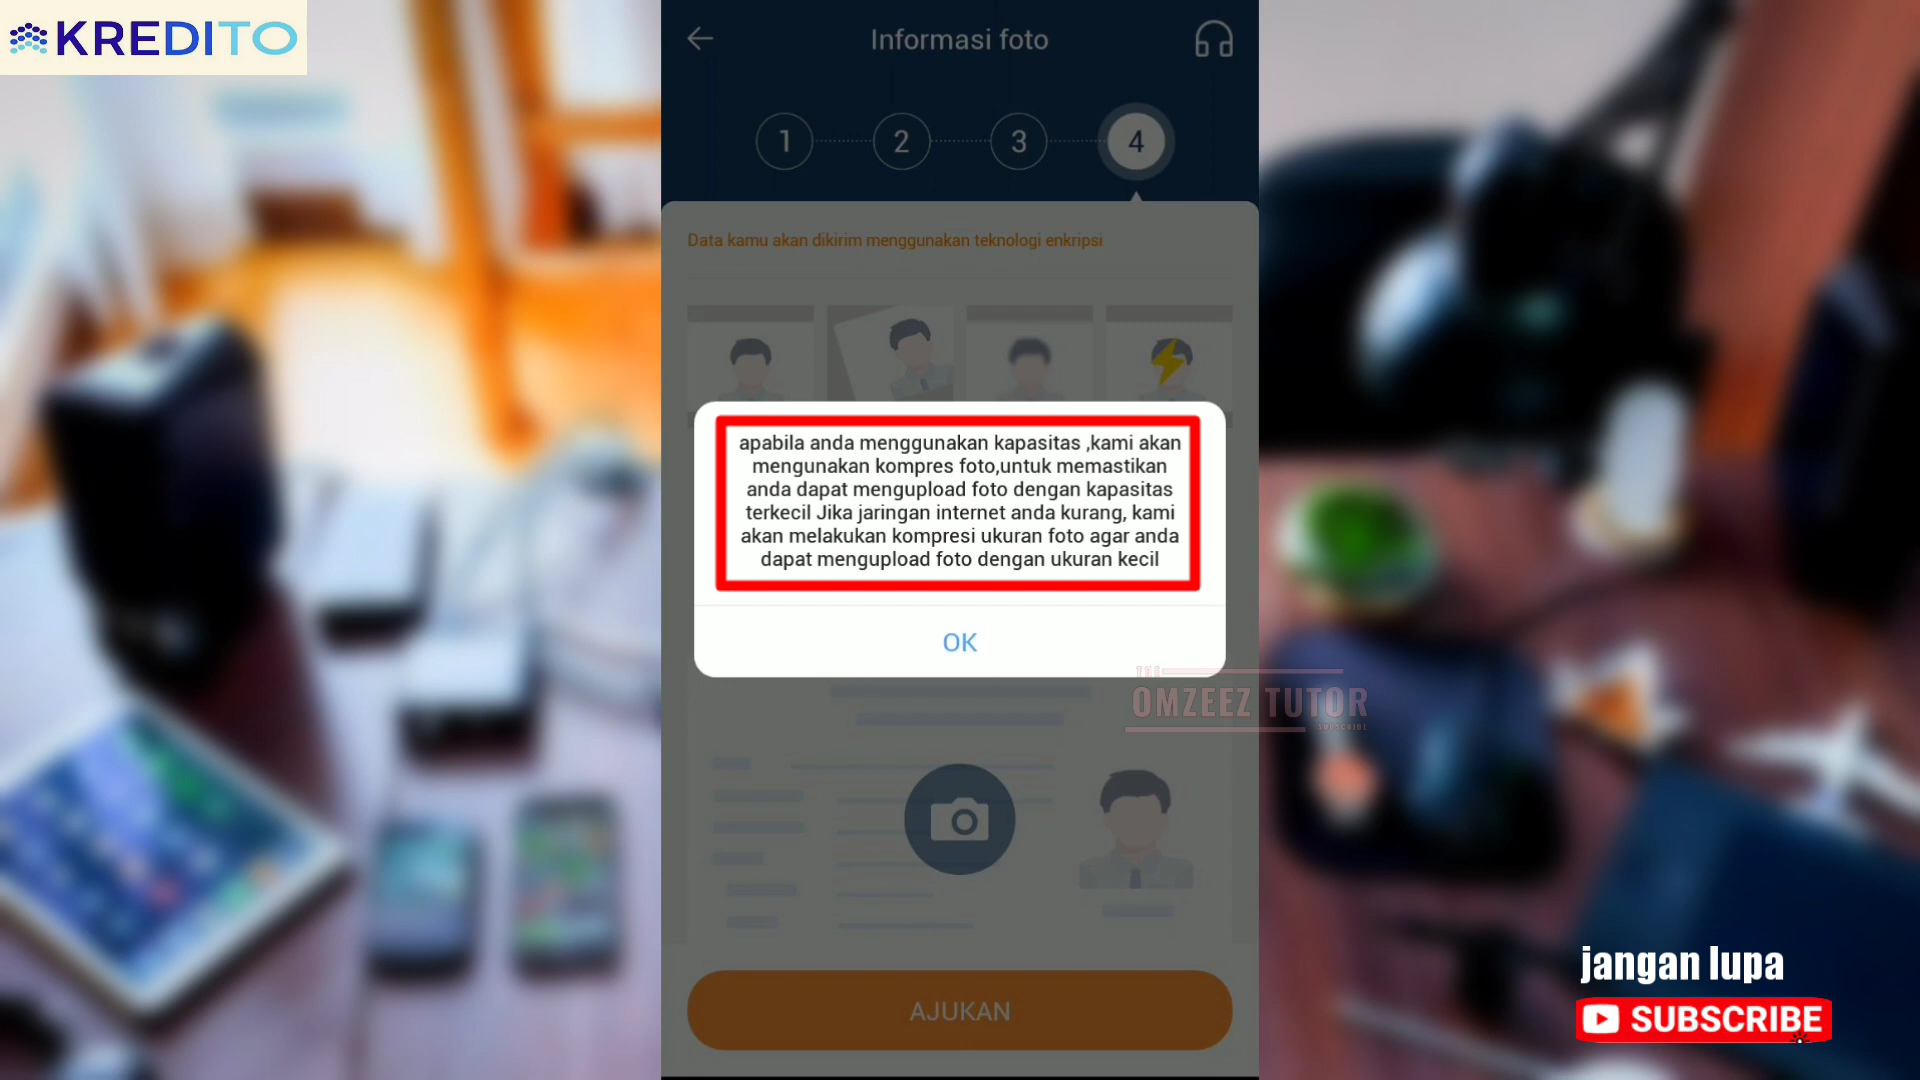 KREDITO
Informasi foto
1 2 3 4
Data kamu akan dikirim menggunakan teknologi enkripsi
apabila anda menggunakan kapasitas ,kami akan
mengunakan kompres foto,untuk memastikan
anda dapat mengupload foto dengan kapasitas
terkecil Jika jaringan internet anda kurang, kami
akan melakukan kompresi ukuran foto agar anda
dapat mengupload foto dengan ukuran kecil
OK
THE
OMZEEZ TUTOR
SUBSCRIBE
AJUKAN
jangan lupa
SUBSCRIBE